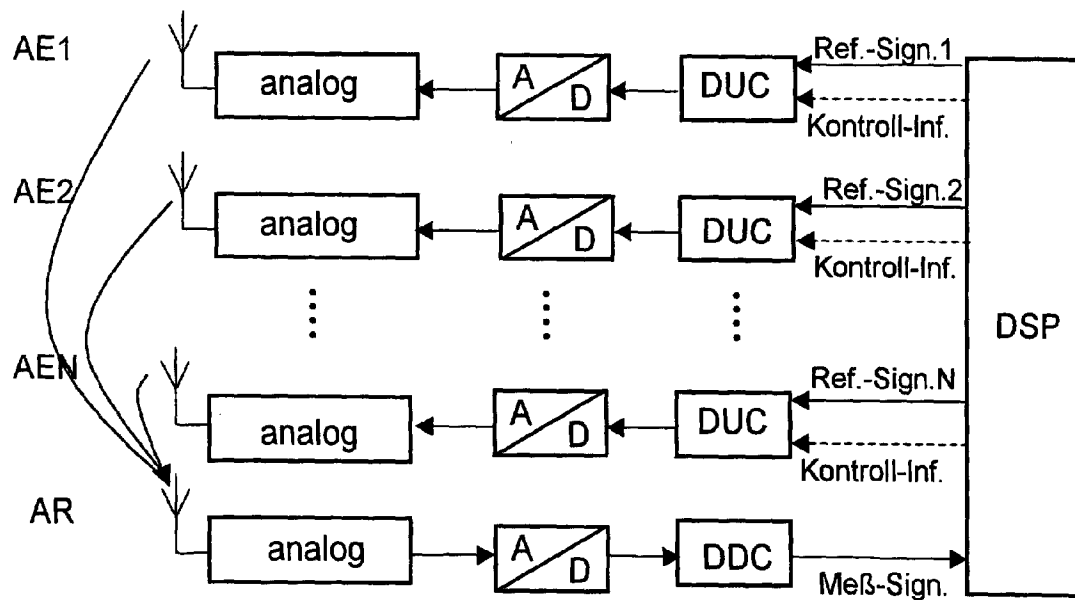 AE1
analog
A
D
DUC
Ref.-Sign.1
Kontroll-Inf.
AE2
analog
A
D
DUC
Ref.-Sign.2
Kontroll-Inf.
DSP
AEN
analog
A
D
DUC
Ref.-Sign.N
Kontroll-Inf.
AR
analog
A
D
DDC
Meß-Sign.